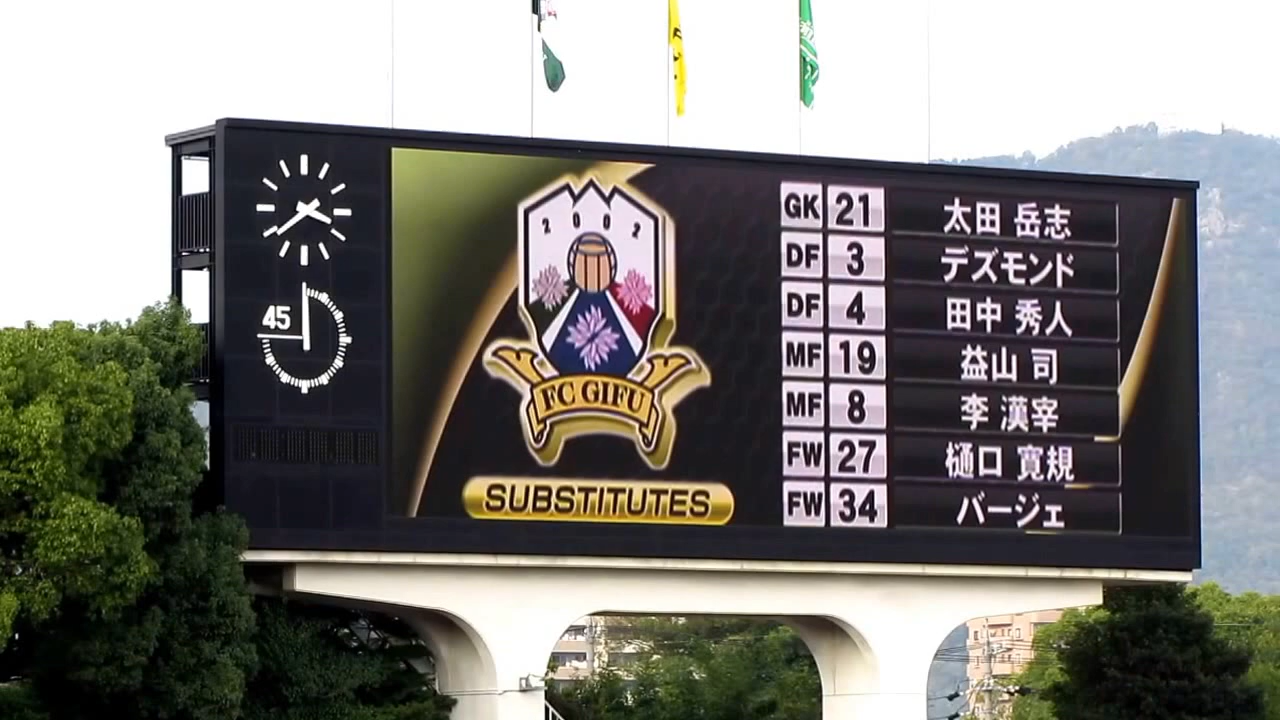 45
2002
FC GIFU
SUBSTITUTES
GK 21 太田 岳志
DF 3 デズモンド
DF 4 田中 秀人
MF 19 益山 司
MF 8 李 漢宰
FW 27 樋口 寛規
FW 34 バージェ